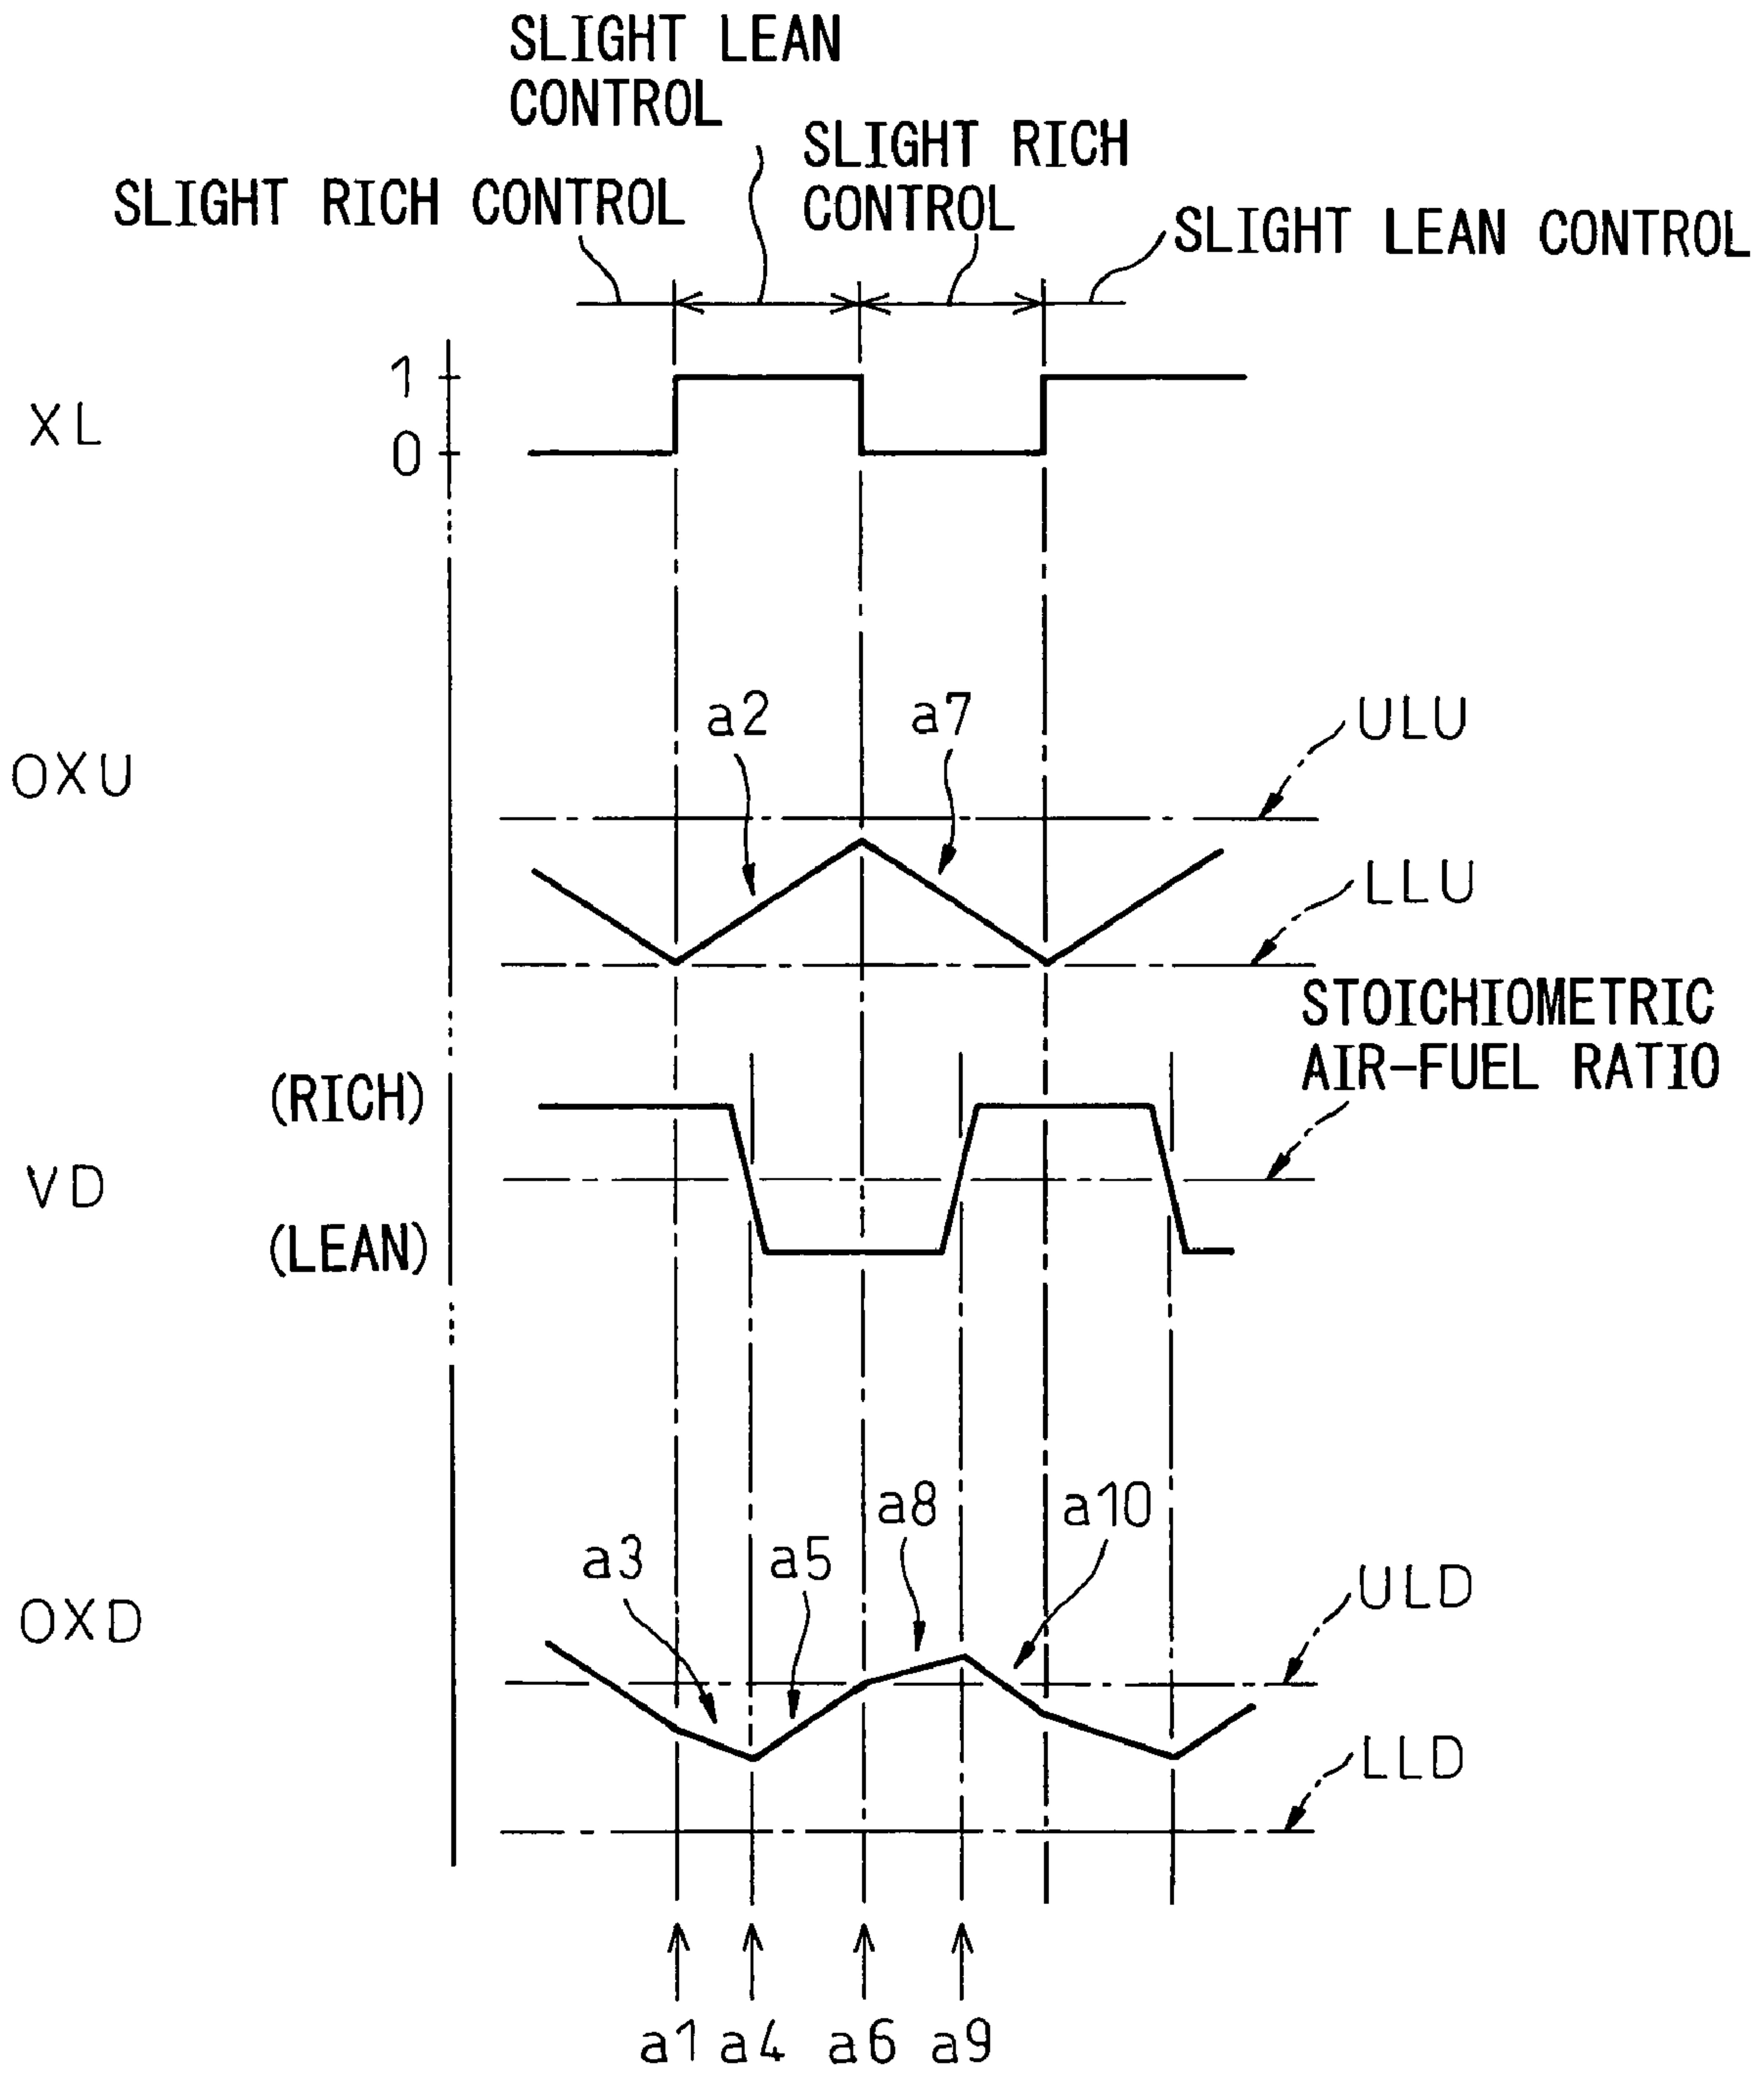 SLIGHT LEAN
CONTROL
SLIGHT RICH
CONTROL
SLIGHT RICH CONTROL
SLIGHT LEAN CONTROL
1
XL
0
a2
a7
ULU
OXU
LLU
STOICHIOMETRIC
AIR-FUEL RATIO
(RICH)
VD
(LEAN)
a8
a10
a3
a5
ULD
OXD
LLD
a1
a4
a6
a9